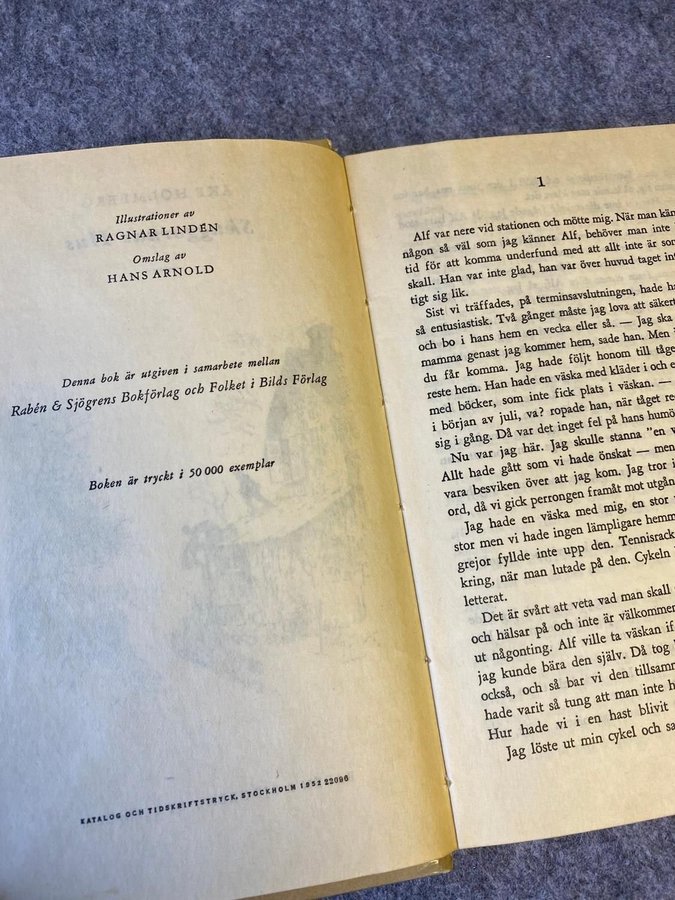 Illustrationer av
RAGNAR LINDÉN
Omslag av
HANS ARNOLD
Denna bok är utgiven i samarbete mellan
Rabén & Sjögrens Bokförlag och Folket i Bilds Förlag
Boken är tryckt i 50 000 exemplar
KATALOG OCH TIDSKRIFTSTRYCK, STOCKHOLM 1952 22096
1
Alf var nere vid stationen och mötte mig. När man kän
någon så väl som jag känner Alf, behöver man inte
tid för att komma underfund med att allt inte är som
skall. Han var inte glad, han var över huvud taget int
tigt sig lik.
Sist vi träffades, på terminsavslutningen, hade ha
så entusiastisk. Två gånger måste jag lova att säkert
och bo i hans hem en vecka eller så. — Jag ska
mamma genast jag kommer hem, sade han. Men
du får komma. Jag hade följt honom till tåge
reste hem. Han hade en väska med kläder i och e
med böcker, som inte fick plats i väskan. —
i början av juli, va? ropade han, när tåget re
sig i gång. Då var det inget fel på hans humö
Nu var jag här. Jag skulle stanna "en v
Allt hade gått som vi hade önskat — men
vara besviken över att jag kom. Jag tror i
ord, då vi gick perrongen framåt mot utgån
Jag hade en väska med mig, en stor
stor men vi hade ingen lämpligare hemm
grejor fyllde inte upp den. Tennisrack
kring, när man lutade på den. Cykeln
letterat.
Det är svårt att veta vad man skall
och hälsar på och inte är välkommen
ut någonting. Alf ville ta väskan if
jag kunde bära den själv. Då tog
också, och så bar vi den tillsamm
hade varit så tung att man inte h
Hur hade vi i en hast blivit
Jag löste ut min cykel och sa